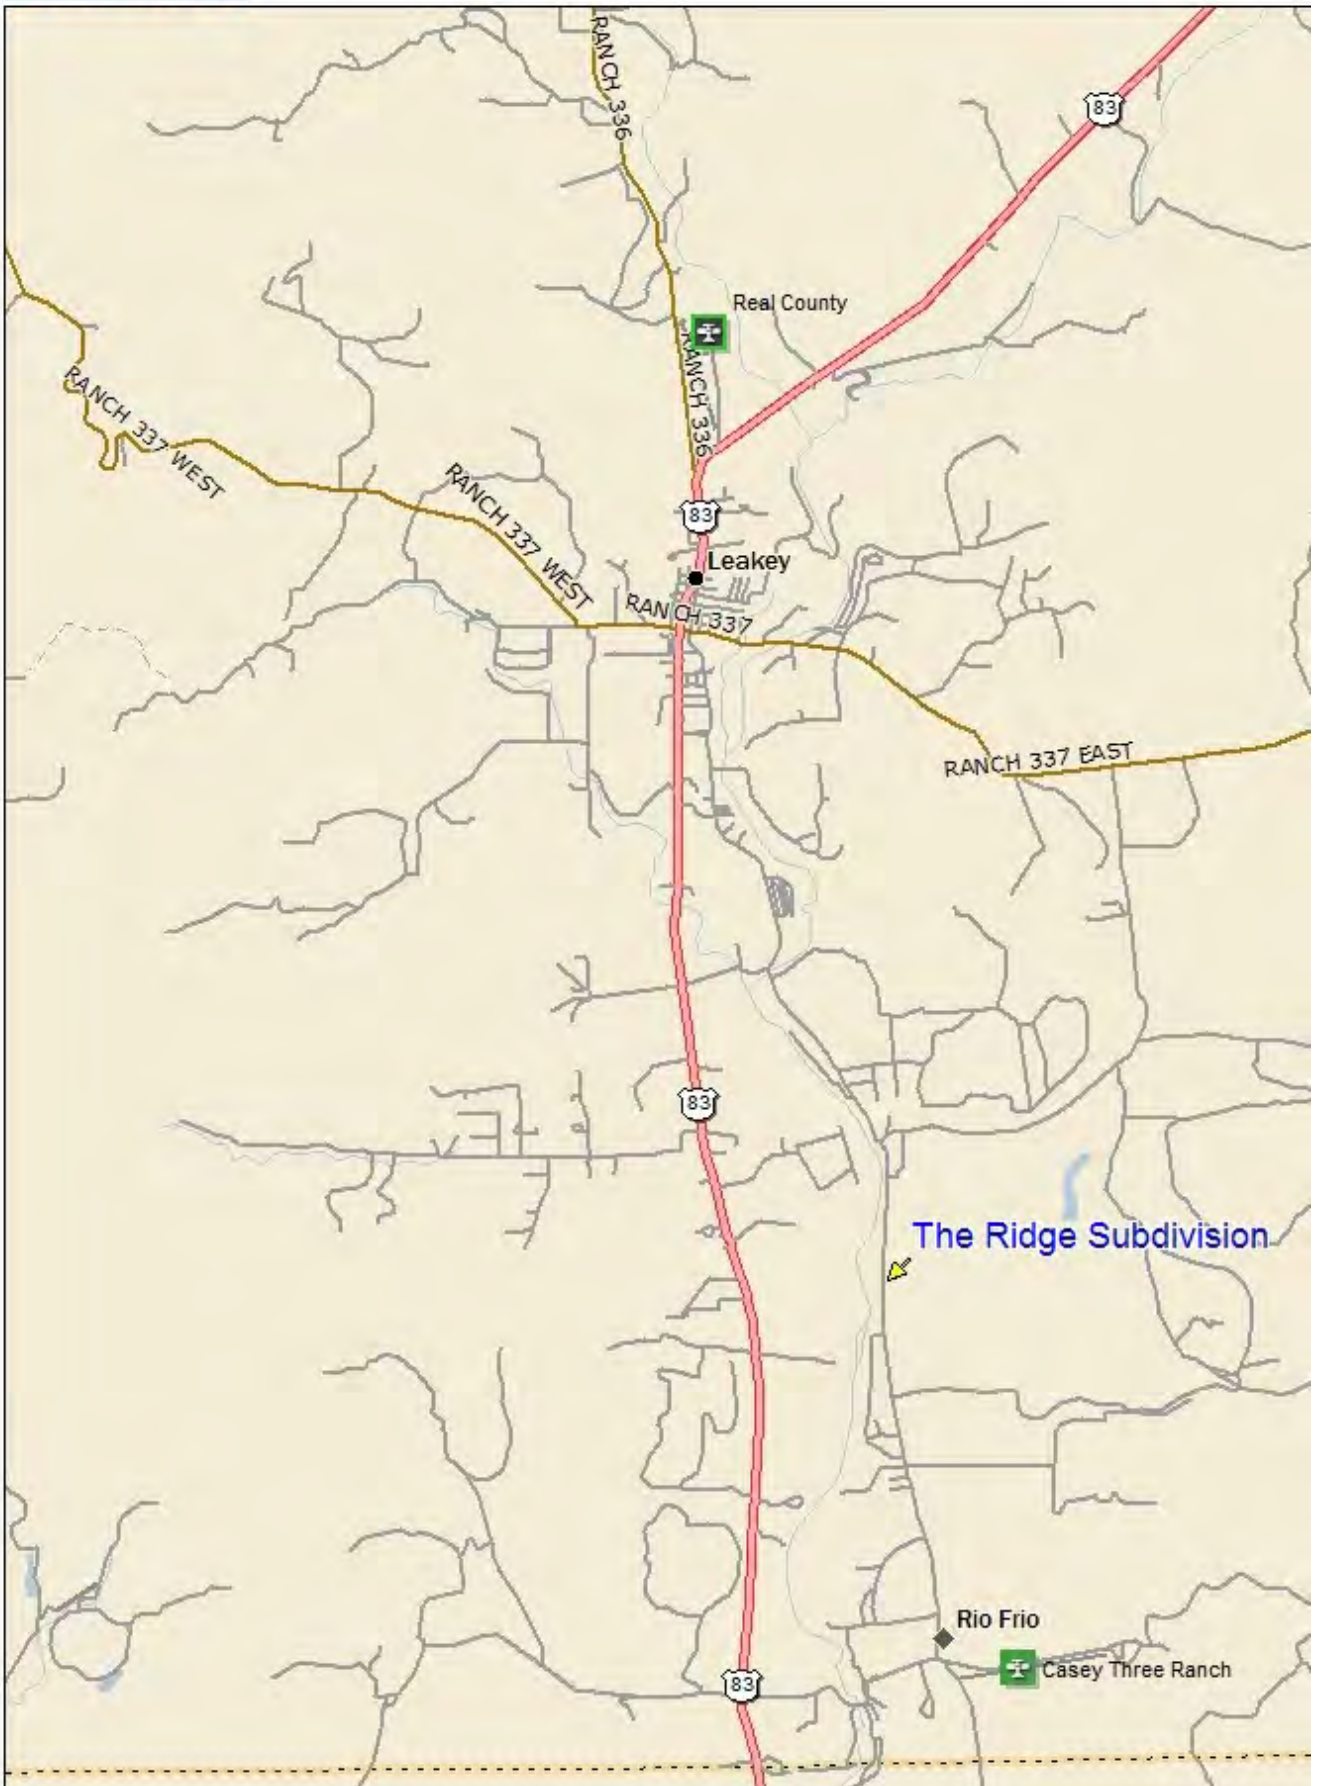 RANCH 336
83
Real County
RANCH 336
RANCH 337 WEST
RANCH 337 WEST
83
Leakey
RANCH 337
RANCH 337 EAST
83
The Ridge Subdivision
Rio Frio
Casey Three Ranch
83